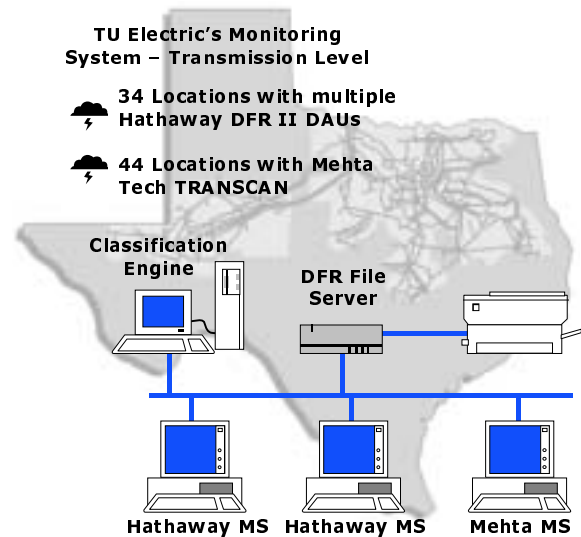 TU Electric's Monitoring
System – Transmission Level
34 Locations with multiple
Hathaway DFR II DAUs
44 Locations with Mehta
Tech TRANSCAN
Classification
Engine
DFR File
Server
Hathaway MS
Hathaway MS
Mehta MS